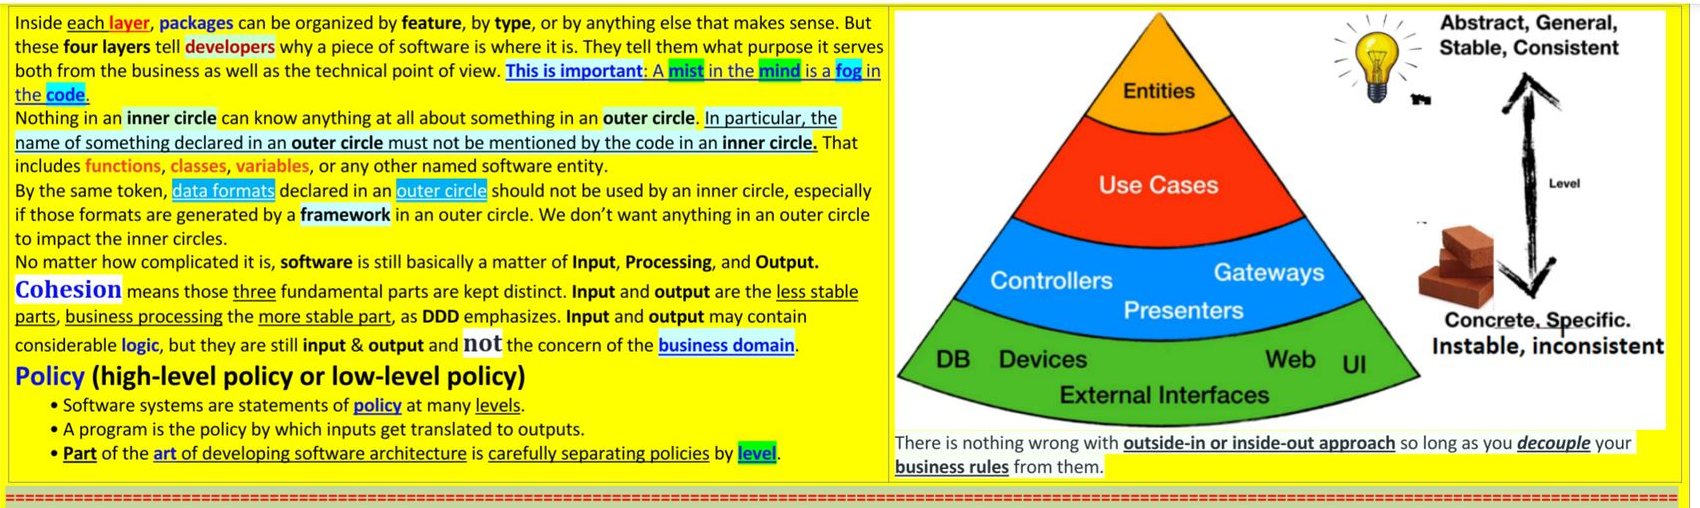 Inside each layer, packages can be organized by feature, by type, or by anything else that makes sense. But
these four layers tell developers why a piece of software is where it is. They tell them what purpose it serves
both from the business as well as the technical point of view. This is important: A mist in the mind is a fog in
the code.
Nothing in an inner circle can know anything at all about something in an outer circle. In particular, the
name of something declared in an outer circle must not be mentioned by the code in an inner circle. That
includes functions, classes, variables, or any other named software entity.
By the same token, data formats declared in an outer circle should not be used by an inner circle, especially
if those formats are generated by a framework in an outer circle. We don’t want anything in an outer circle
to impact the inner circles.
No matter how complicated it is, software is still basically a matter of Input, Processing, and Output.
Cohesion means those three fundamental parts are kept distinct. Input and output are the less stable
parts, business processing the more stable part, as DDD emphasizes. Input and output may contain
considerable logic, but they are still input & output and not the concern of the business domain.
Policy (high-level policy or low-level policy)
• Software systems are statements of policy at many levels.
• A program is the policy by which inputs get translated to outputs.
• Part of the art of developing software architecture is carefully separating policies by level.
Entities
Use Cases
Controllers Gateways
Presenters
DB Devices Web UI
External Interfaces
Abstract, General,
Stable, Consistent
Level
Concrete, Specific.
Instable, inconsistent
There is nothing wrong with outside-in or inside-out approach so long as you decouple your
business rules from them.